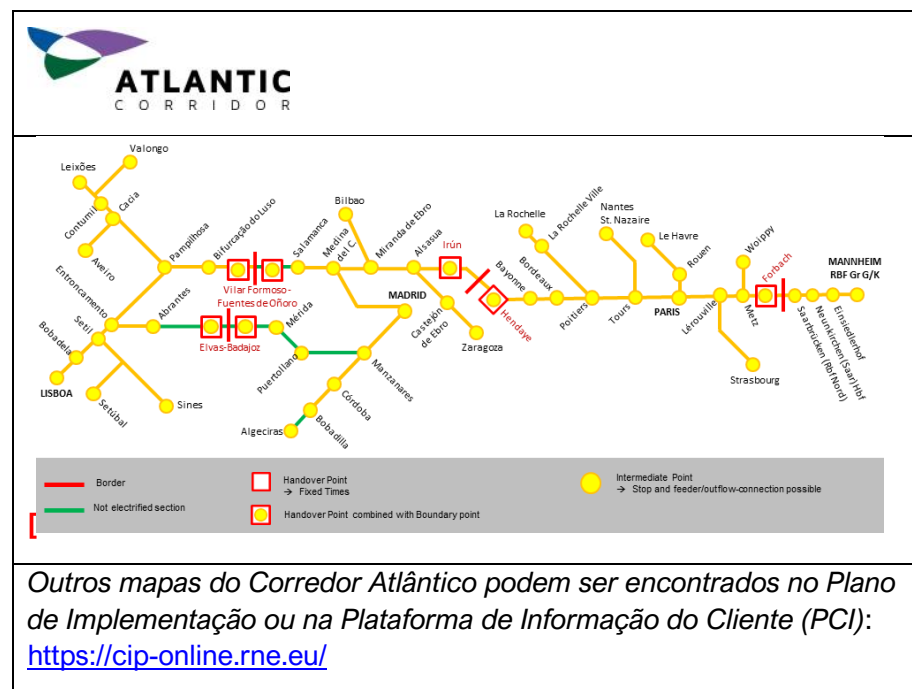 ATLANTIC
CORRIDOR
Valongo
Leixões
Contumil
Cacia
Aveiro
Pampilhosa
Bifurcação do Luso
Vilar Formoso -
Fuentes de Oñoro
Salamanca
Medina
del C.
Bilbao
Miranda de Ebro
Alsasua
Irún
Hendaye
Bayonne
Bordeaux
La Rochelle
La Rochelle Ville
Poitiers
Nantes
St. Nazaire
Tours
Le Havre
Rouen
PARIS
Lérouville
Woippy
Metz
Forbach
MANNHEIM
RBF Gr G/K
Saarbrücken (Rbf Nord)
Neunkirchen (Saar) Hbf
Einsiedlerhof
Strasbourg
Entroncamento
Abrantes
Elvas-Badajoz
Mérida
MADRID
Castejón
de Ebro
Zaragoza
Setil
Bobadela
LISBOA
Setúbal
Sines
Puertollano
Manzanares
Córdoba
Bobadilla
Algeciras
Border
Not electrified section
Handover Point
→ Fixed Times
Handover Point combined with Boundary point
Intermediate Point
→ Stop and feeder/outflow-connection possible
Outros mapas do Corredor Atlântico podem ser encontrados no Plano
de Implementação ou na Plataforma de Informação do Cliente (PCI):
https://cip-online.rne.eu/